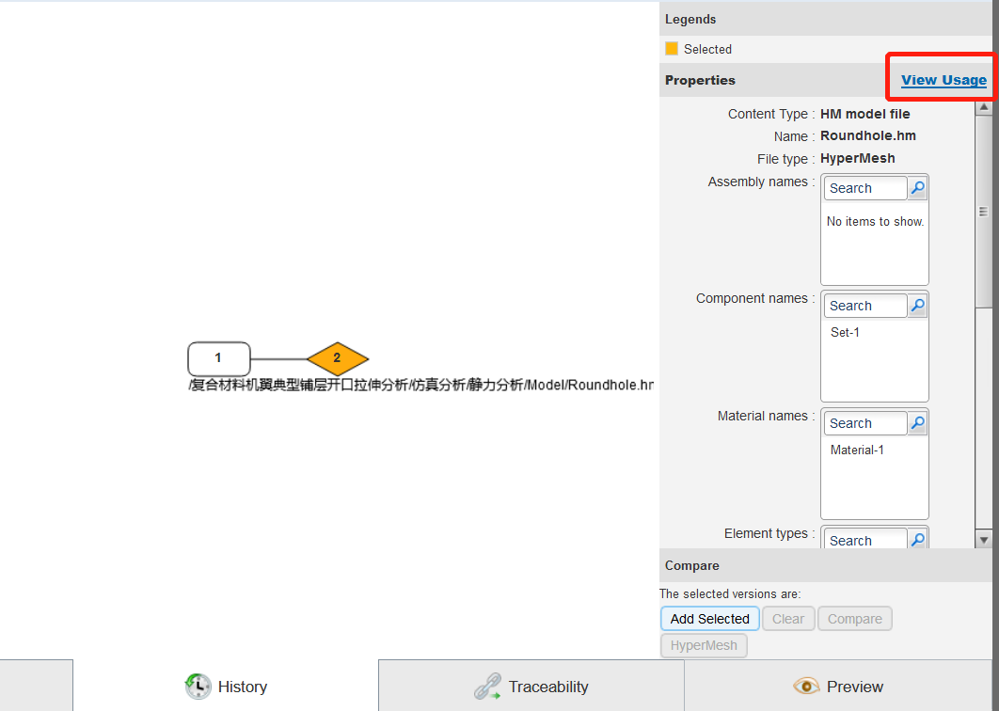 Legends
Selected
Properties
View Usage
Content Type : HM model file
Name : Roundhole.hm
File type : HyperMesh
Assembly names :
Search
No items to show.
Component names :
Search
Set-1
Material names :
Search
Material-1
Element types :
Search
1
2
/复合材料机翼典型铺层开口拉伸分析/仿真分析/静力分析/Model/Roundhole.hr
Compare
The selected versions are:
Add Selected
Clear
Compare
HyperMesh
History
Traceability
Preview